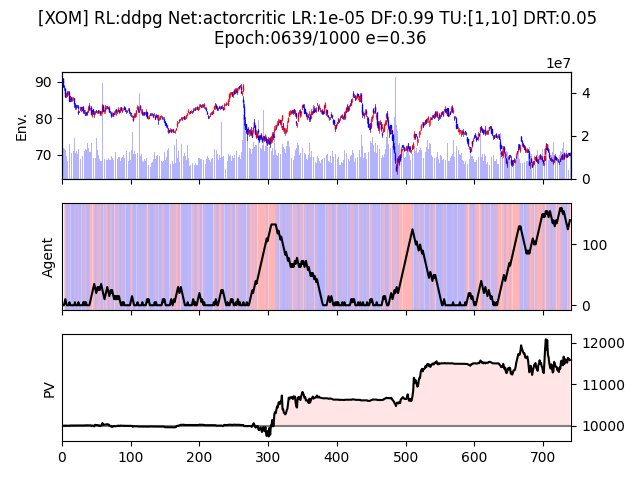 [XOM] RL:ddpg Net:actorcritic LR:1e-05 DF:0.99 TU:[1,10] DRT:0.05
Epoch:0639/1000 e=0.36
1e7
90
80
70
Env.
4
2
0
Agent
100
0
PV
12000
11000
10000
0 100 200 300 400 500 600 700